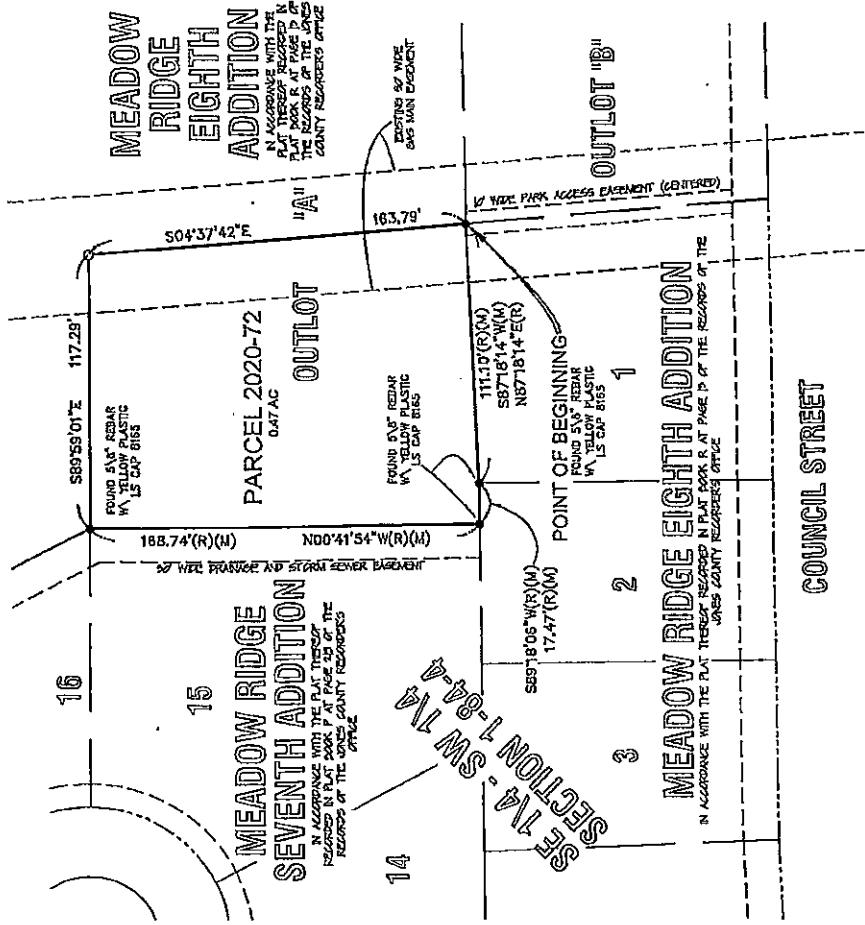 MEADOW
RIDGE
EIGHTH
ADDITION
IN ACCORDANCE WITH THE
PLAT THEREOF RECORDED IN
PLAT BOOK R AT PAGE 15 OF
THE RECORDS OF THE JONES
COUNTY RECORDER'S OFFICE
EXISTING 50' WIDE
GAS MAIN EASEMENT
"A"
OUTLOT
OUTLOT "B"
10' WIDE PARK ACCESS EASEMENT (CENTERED)
S04°37'42"E
163.79'
S89°59'01"E 117.29'
FOUND 5\8" REBAR
W\ YELLOW PLASTIC
LS CAP 8165
PARCEL 2020-72
0.47 AC
FOUND 5\8" REBAR
W\ YELLOW PLASTIC
LS CAP 8165
168.74'(R)(M)
N00°41'54"W(R)(M)
30' WIDE DRAINAGE AND STORM SEWER EASEMENT
111.10'(R)(M)
S87°18'14"W(M)
N87°18'14"E(R)
POINT OF BEGINNING
FOUND 5\8" REBAR
W\ YELLOW PLASTIC
LS CAP 8165
S89°18'06"W(R)(M)
17.47'(R)(M)
16
15
MEADOW RIDGE
SEVENTH ADDITION
IN ACCORDANCE WITH THE PLAT THEREOF
RECORDED IN PLAT BOOK P AT PAGE OF THE
RECORDS OF THE JONES COUNTY RECORDER'S
OFFICE
14
SE 1\4 - SW 1\4
SECTION 1-84-4
1
2
3
MEADOW RIDGE EIGHTH ADDITION
IN ACCORDANCE WITH THE PLAT THEREOF RECORDED IN PLAT BOOK R AT PAGE 15 OF THE RECORDS OF THE
JONES COUNTY RECORDER'S OFFICE
COUNCIL STREET